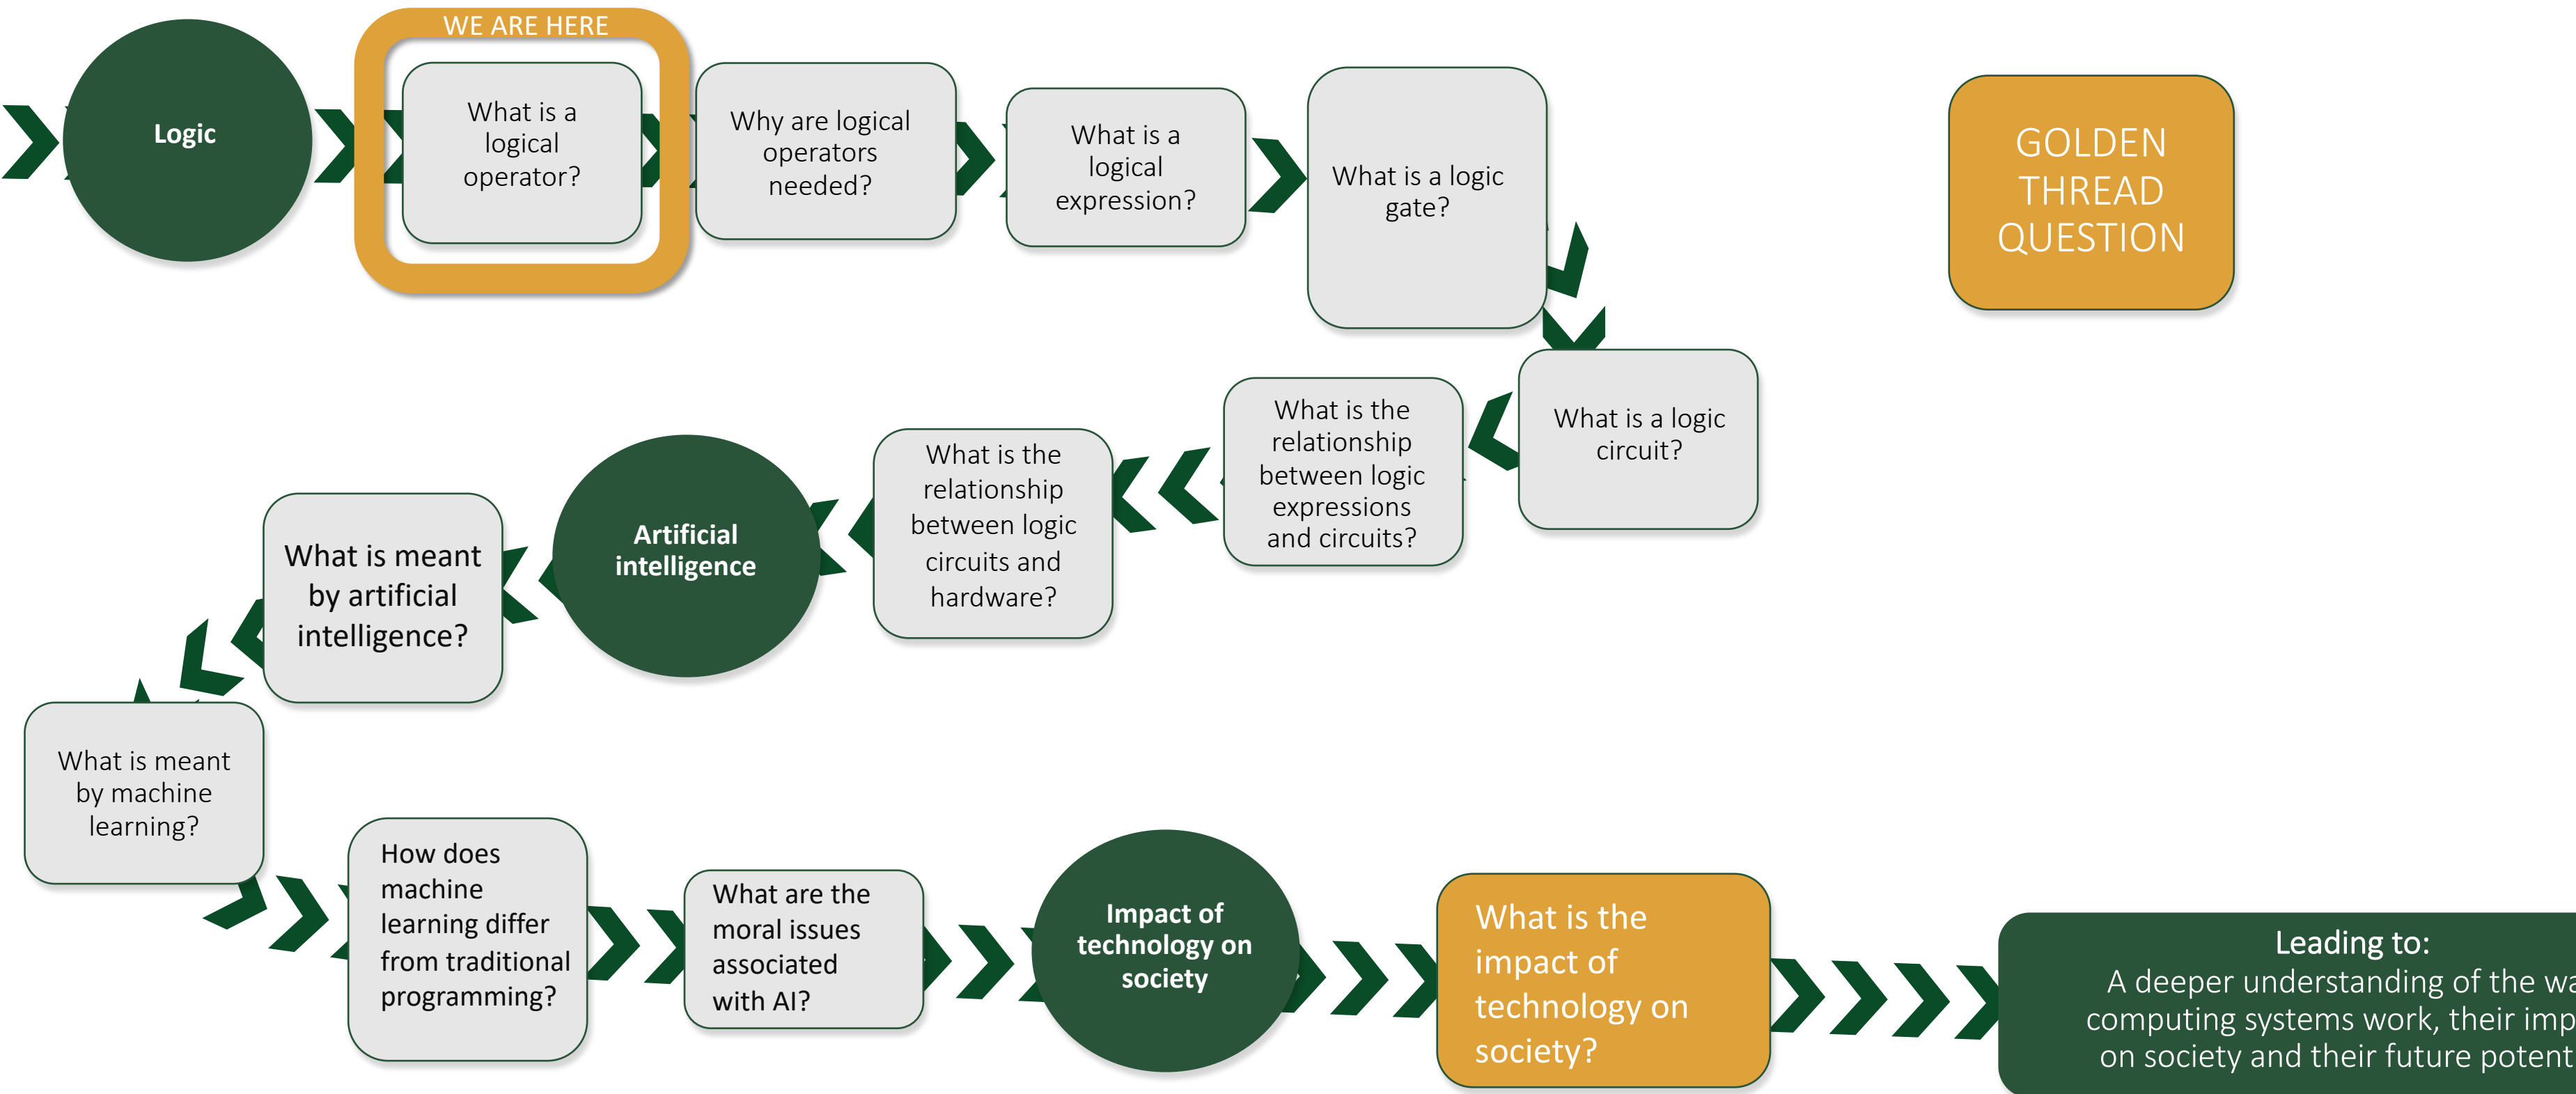 WE ARE HERE
Logic
What is a
logical
operator?
Why are logical
operators
needed?
What is a
logical
expression?
What is a logic
gate?
GOLDEN
THREAD
QUESTION
What is a logic
circuit?
What is the
relationship
between logic
expressions
and circuits?
What is the
relationship
between logic
circuits and
hardware?
Artificial
intelligence
What is meant
by artificial
intelligence?
What is meant
by machine
learning?
How does
machine
learning differ
from traditional
programming?
What are the
moral issues
associated
with AI?
Impact of
technology on
society
What is the
impact of
technology on
society?
Leading to:
A deeper understanding of the
computing systems work, their
on society and their future